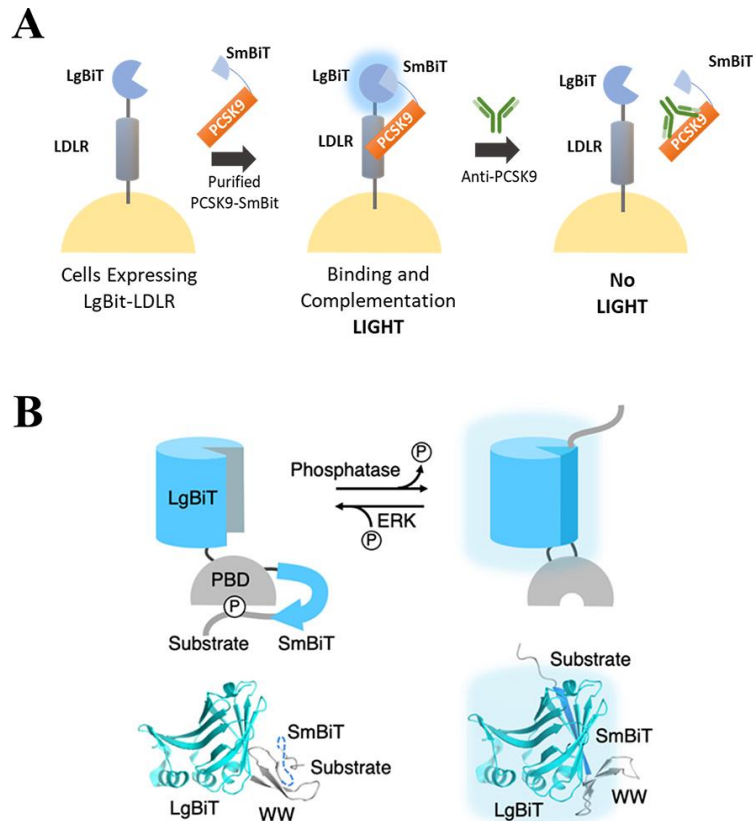 A
LgBiT
SmBiT
PCSK9
LDLR
Purified
PCSK9-SmBit
Cells Expressing
LgBit-LDLR
LgBiT
SmBiT
LDLR
PCSK9
Binding and
Complementation
LIGHT
Anti-PCSK9
LgBiT
SmBiT
LDLR
PCSK9
No
LIGHT
B
LgBiT
PBD
P
Substrate
SmBiT
Phosphatase
P
ERK
P
SmBiT
Substrate
LgBiT
WW
Substrate
SmBiT
LgBiT
WW